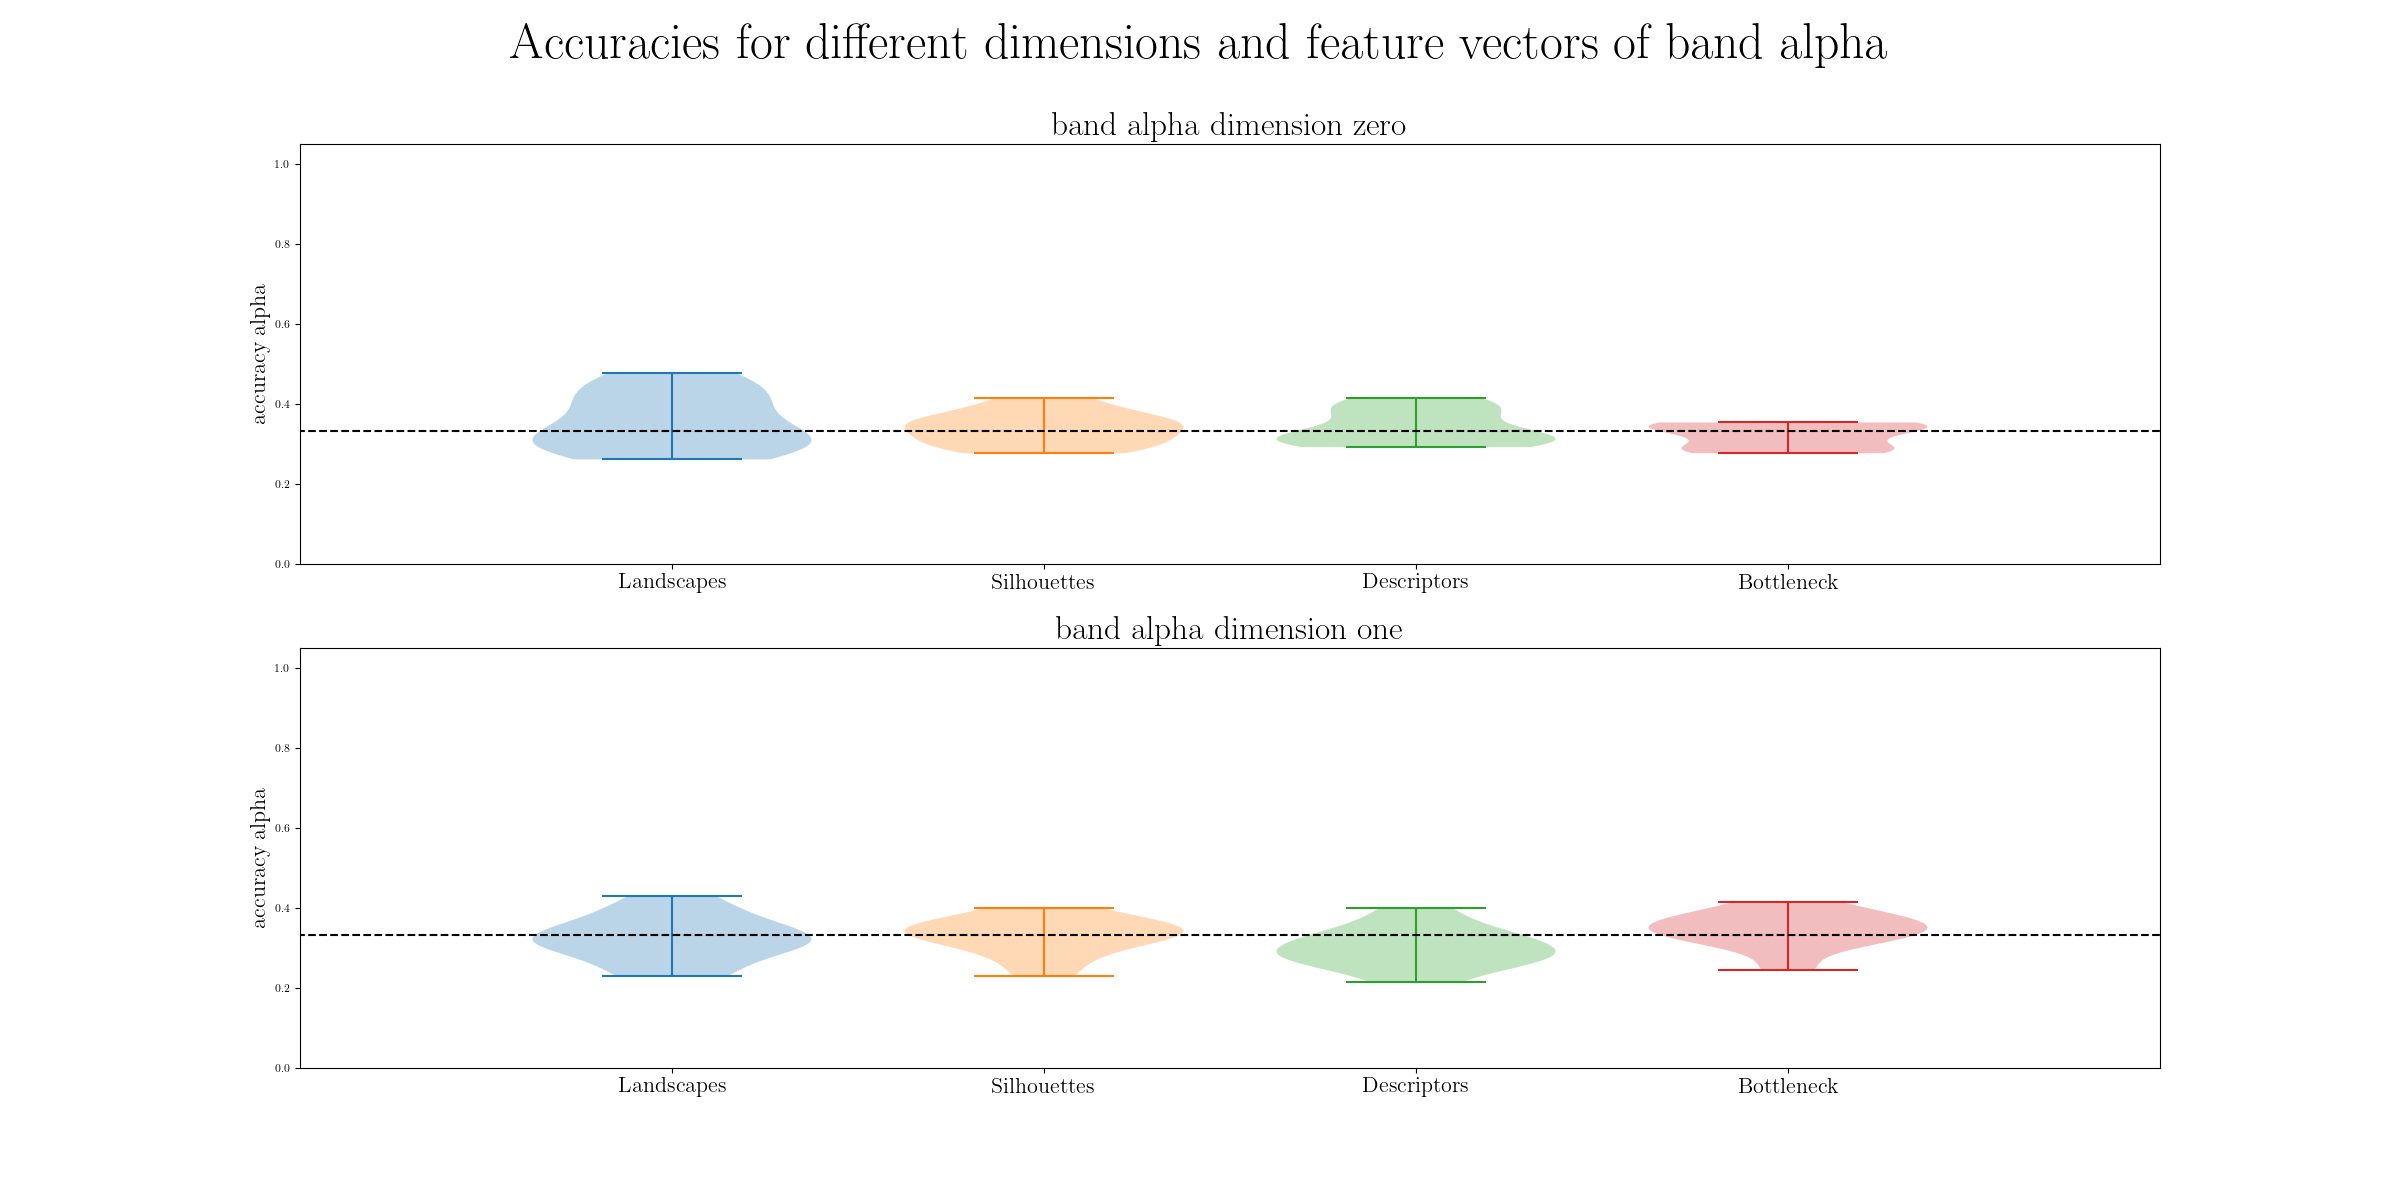 Accuracies for different dimensions and feature vectors of band alpha
band alpha dimension zero
1.0
0.8
0.6
0.4
0.2
0.0
accuracy alpha
Landscapes Silhouettes Descriptors Bottleneck
band alpha dimension one
1.0
0.8
0.6
0.4
0.2
0.0
accuracy alpha
Landscapes Silhouettes Descriptors Bottleneck